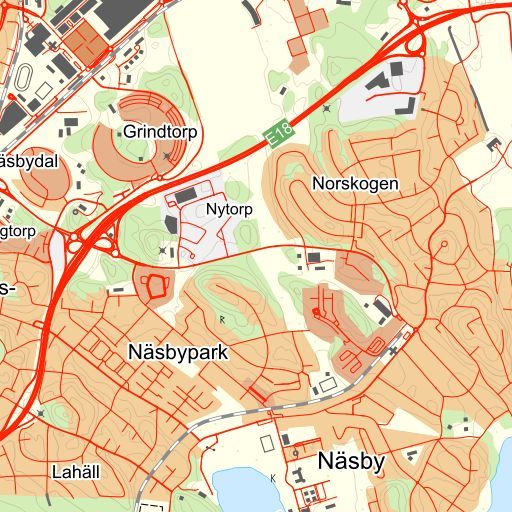 Grindtorp
E18
äsbydal
Norskogen
Nytorp
gtorp
s-
Näsbypark
Näsby
Lahäll
R
K